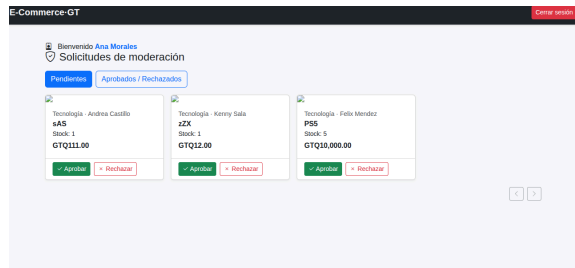 E-Commerce-GT
Cerrar sesión
Bienvenido Ana Morales
Solicitudes de moderación
Pendientes
Aprobados / Rechazados
Tecnología - Andrea Castillo
sAS
Stock: 1
GTQ111.00
✓ Aprobar
× Rechazar
Tecnología - Kenny Sala
zZX
Stock: 1
GTQ12.00
✓ Aprobar
× Rechazar
Tecnología - Felix Mendez
PS5
Stock: 5
GTQ10,000.00
✓ Aprobar
× Rechazar